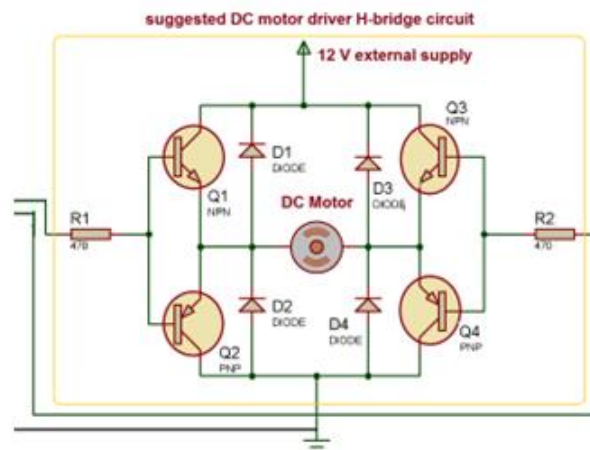 suggested DC motor driver H-bridge circuit
12 V external supply
Q3
NPN
D1
DIODE
D3
DIODE
Q1
NPN
DC Motor
R1
470
R2
470
D2
DIODE
D4
DIODE
Q2
PNP
Q4
PNP